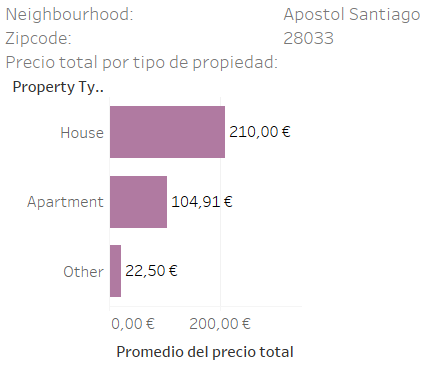 Neighbourhood: Apostol Santiago
Zipcode: 28033
Precio total por tipo de propiedad:
Property Ty..
House 210,00 €
Apartment 104,91 €
Other 22,50 €
0,00 € 200,00 €
Promedio del precio total